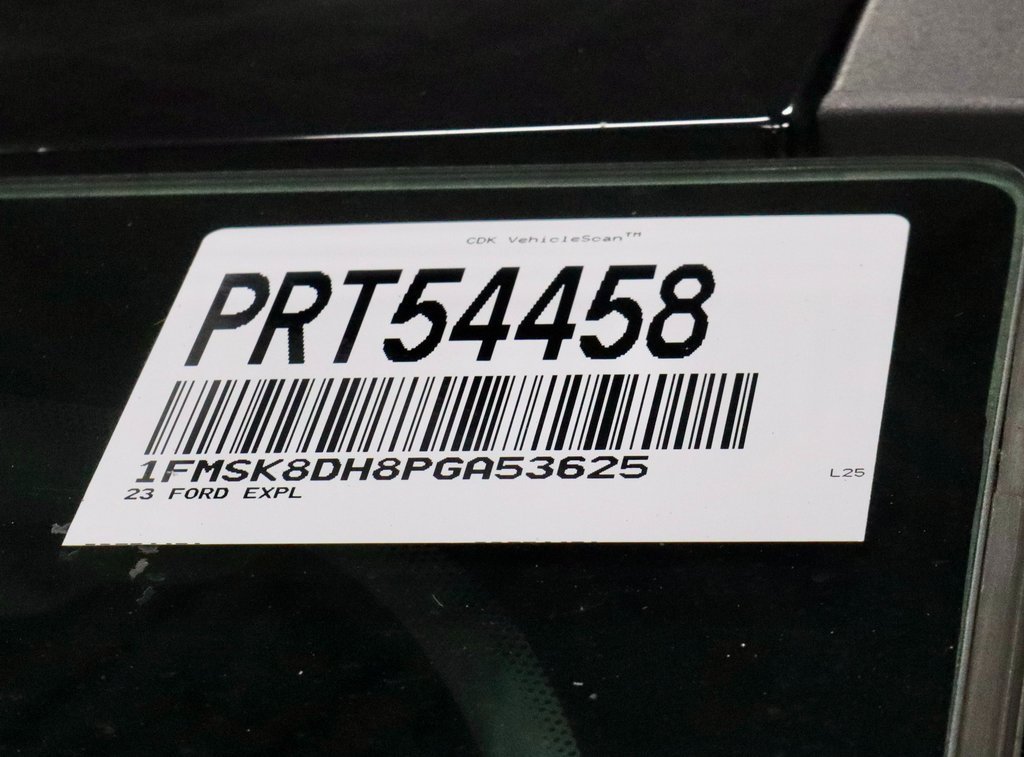 CDK VehicleScan™
PRT54458
1FMSK8DH8PGA53625
23 FORD EXPL
L25